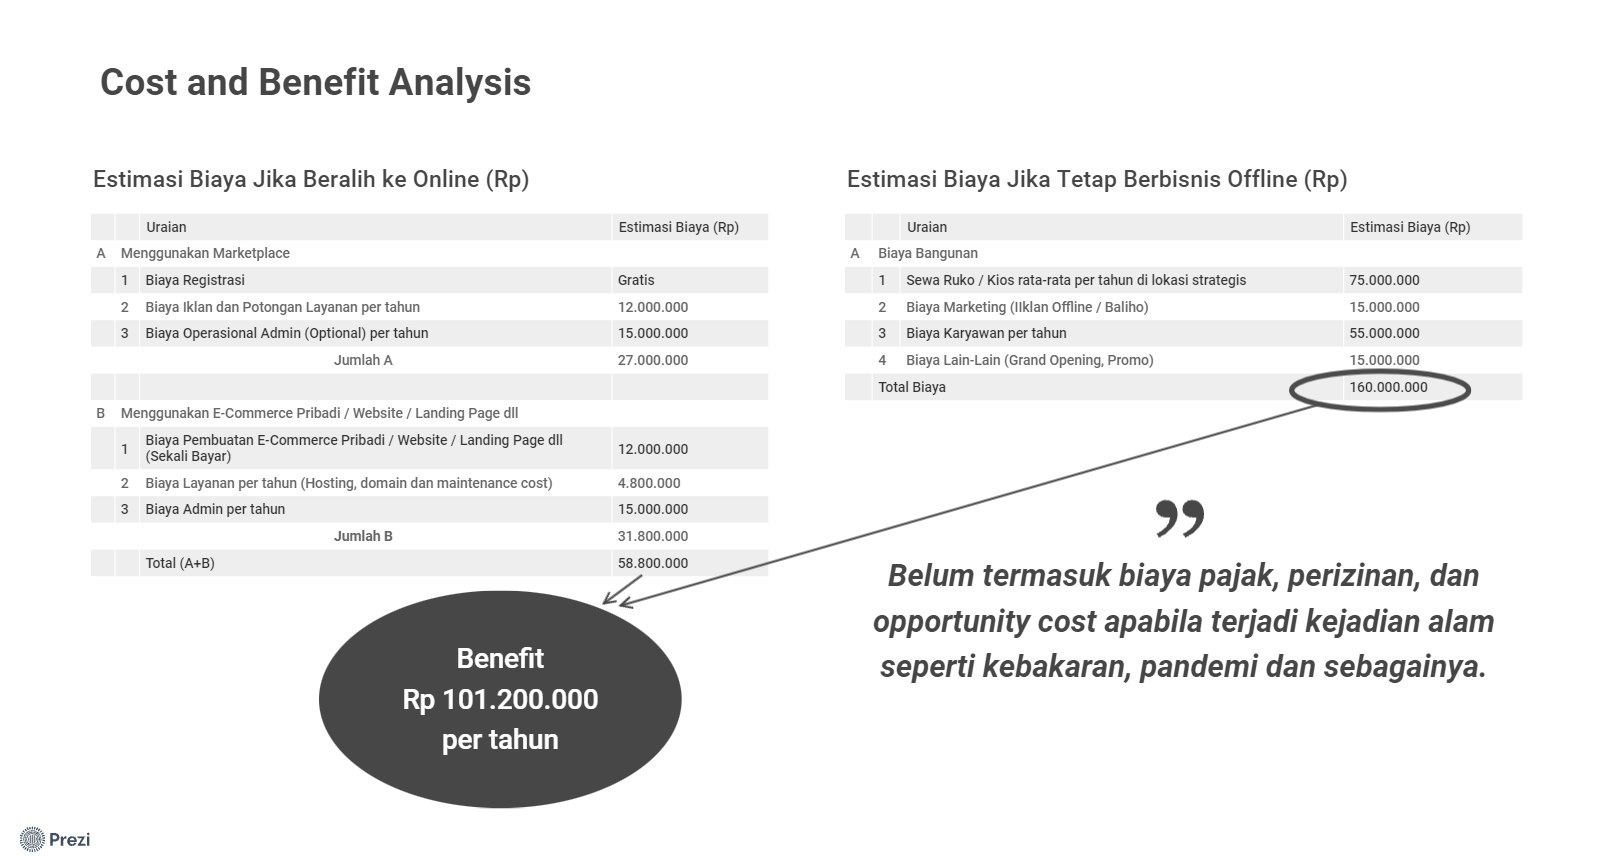 Cost and Benefit Analysis
Estimasi Biaya Jika Beralih ke Online (Rp)
Uraian Estimasi Biaya (Rp)
A Menggunakan Marketplace
1 Biaya Registrasi Gratis
2 Biaya Iklan dan Potongan Layanan per tahun 12.000.000
3 Biaya Operasional Admin (Optional) per tahun 15.000.000
Jumlah A 27.000.000
B Menggunakan E-Commerce Pribadi / Website / Landing Page dll
1 Biaya Pembuatan E-Commerce Pribadi / Website / Landing Page dll
(Sekali Bayar) 12.000.000
2 Biaya Layanan per tahun (Hosting, domain dan maintenance cost) 4.800.000
3 Biaya Admin per tahun 15.000.000
Jumlah B 31.800.000
Total (A+B) 58.800.000
Benefit
Rp 101.200.000
per tahun
Estimasi Biaya Jika Tetap Berbisnis Offline (Rp)
Uraian Estimasi Biaya (Rp)
A Biaya Bangunan
1 Sewa Ruko / Kios rata-rata per tahun di lokasi strategis 75.000.000
2 Biaya Marketing (IIklan Offline / Baliho) 15.000.000
3 Biaya Karyawan per tahun 55.000.000
4 Biaya Lain-Lain (Grand Opening, Promo) 15.000.000
Total Biaya 160.000.000
”
Belum termasuk biaya pajak, perizinan, dan
opportunity cost apabila terjadi kejadian alam
seperti kebakaran, pandemi dan sebagainya.
Prezi